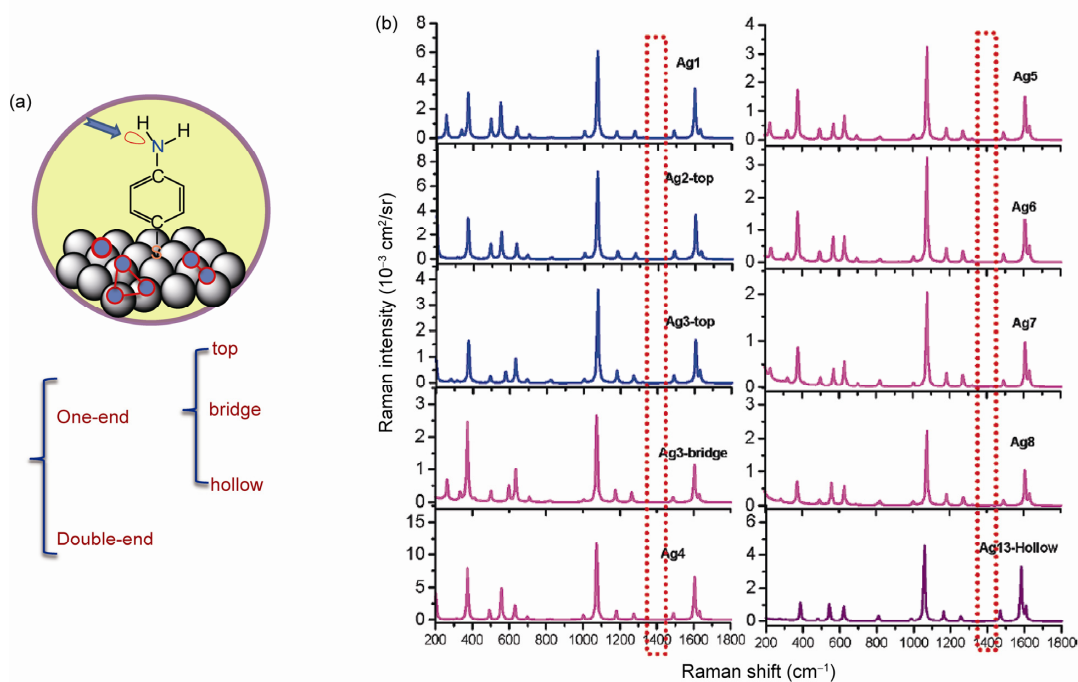 (a)
H
H
N
C
C
S
top
One-end
bridge
hollow
Double-end
(b)
Raman intensity (10⁻³ cm²/sr)
8
6
4
2
0
Ag1
8
6
4
2
0
Ag2-top
4
3
2
1
0
Ag3-top
3
2
1
0
Ag3-bridge
15
10
5
0
Ag4
200 400 600 800 1000 1200 1400 1600 1800
4
3
2
1
0
Ag5
3
2
1
0
Ag6
2
1
0
Ag7
3
2
1
0
Ag8
6
4
2
0
Ag13-Hollow
200 400 600 800 1000 1200 1400 1600 1800
Raman shift (cm⁻¹)